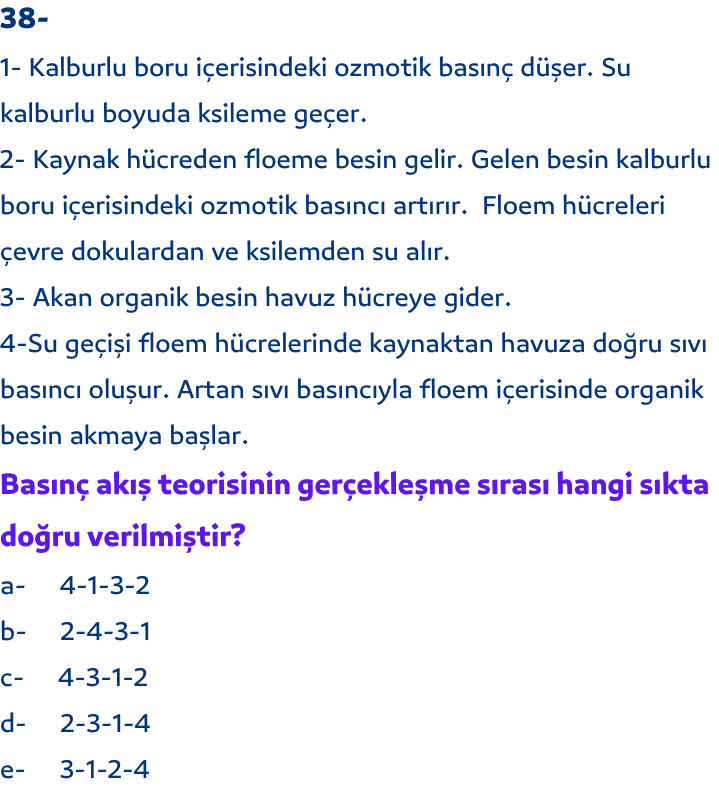 38-
1- Kalburlu boru içerisindeki ozmotik basınç düşer. Su
kalburlu boyuda ksileme geçer.
2- Kaynak hücreden floeme besin gelir. Gelen besin kalburlu
boru içerisindeki ozmotik basıncı artırır.  Floem hücreleri
çevre dokulardan ve ksilemden su alır.
3- Akan organik besin havuz hücreye gider.
4-Su geçişi floem hücrelerinde kaynaktan havuza doğru sıvı
basıncı oluşur. Artan sıvı basıncıyla floem içerisinde organik
besin akmaya başlar.
Basınç akış teorisinin gerçekleşme sırası hangi sıkta
doğru verilmiştir?
a- 4-1-3-2
b- 2-4-3-1
c- 4-3-1-2
d- 2-3-1-4
e- 3-1-2-4